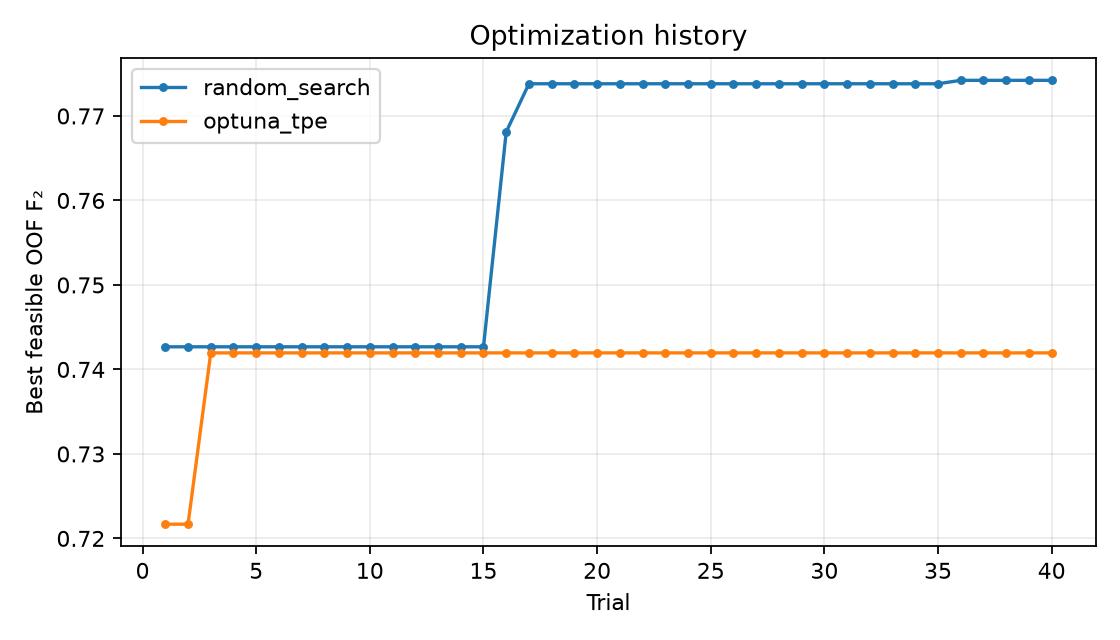 Optimization history
random_search
optuna_tpe
Best feasible OOF F₂
0.77
0.76
0.75
0.74
0.73
0.72
0 5 10 15 20 25 30 35 40
Trial